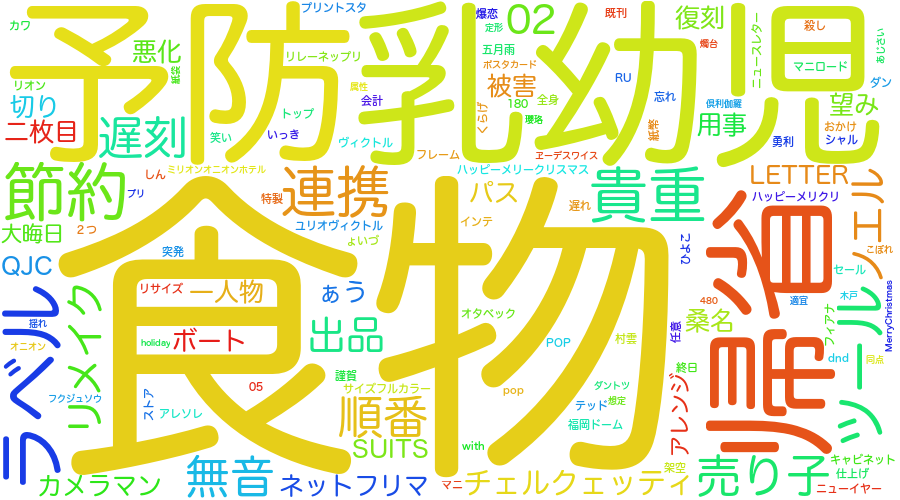 予防
乳幼児
食物
帰省
カワ
プリントスタ
爆恋
定形
02
既刊
復刻
ニュースレター
殺し
あじさい
悪化
リレーネップリ
五月雨
ポスタカード
燭台
マニロード
リオン
属性
被害
RU
ダン
切り
会計
180
全身
忘れ
倶利伽羅
望み
二枚目
遅刻
トップ
くらげ
瓔珞
用事
おかけ
笑い
いっき
ヴィクトル
フレーム
ヱヴァーデスワイス
勇利
シャル
節約
しん
ミリオンオニオンホテル
ハッピーメリークリスマス
LETTER
プリ
連携
特製
パス
貴重
ハッピーメリクリ
ノエル
大晦日
2つ
ユリオヴィクトル
インテ
遅れ
こぼれ
ょいづ
ひよこ
QJC
突発
セール
リサイズ
一人物
ぁう
480
適宜
木戸
MerryChristmas
ラベル
リメイク
揺れ
オタベック
桑名
ツール
フィアナ
オニオン
holiday
ボート
出品
POP
村雲
任意
dnd
同点
05
謹賀
ダントツ
終日
フクジュソウ
ストア
アレソレ
サイズフルカラー
pop
想定
アレンジ
順番
テッド
福岡ドーム
SUITS
with
架空
キャビネット
仕上げ
カメラマン
無音
ネットフリマ
マニ
チェルクェッティ
売り子
ニューイヤー